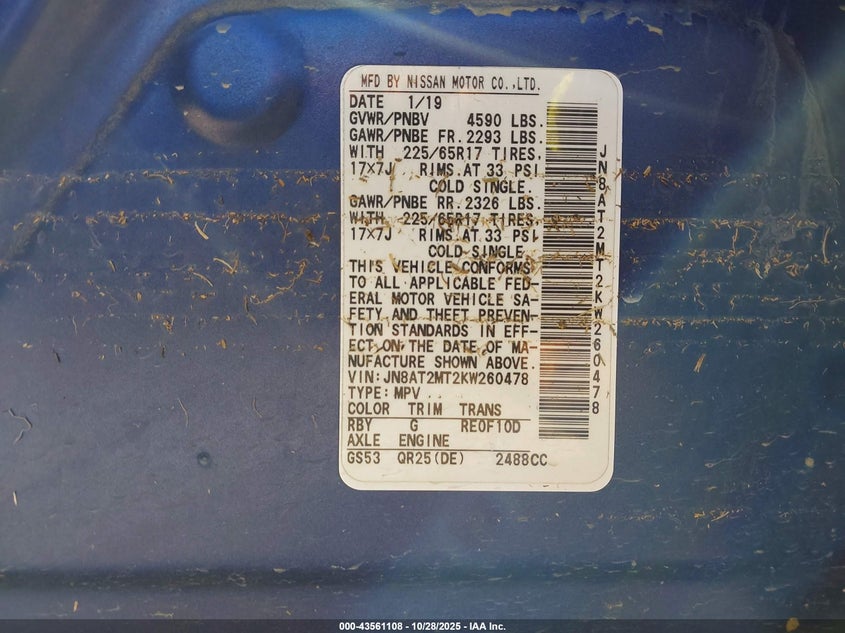 MFD BY NISSAN MOTOR CO.,LTD.
DATE 1/19
GVWR/PNBV 4590 LBS.
GAWR/PNBE FR. 2293 LBS.
WITH 225/65R17 TIRES,
17×7J RIMS, AT 33 PSI
COLD SINGLE.
GAWR/PNBE RR. 2326 LBS.
WITH 225/65R17 TIRES,
17×7J RIMS, AT 33 PSI
COLD SINGLE.
THIS VEHICLE CONFORMS
TO ALL APPLICABLE FED-
ERAL MOTOR VEHICLE SA-
FETY AND THEFT PREVEN-
TION STANDARDS IN EFF-
ECT ON THE DATE OF MA-
NUFACTURE SHOWN ABOVE.
VIN: JN8AT2MT2KW260478
TYPE: MPV
COLOR TRIM TRANS
RBY G RE0F10D
AXLE ENGINE
GS53 QR25(DE) 2488CC
JN8AT2MT2KW260478
000-43561108 | 10/28/2025 - IAA Inc.